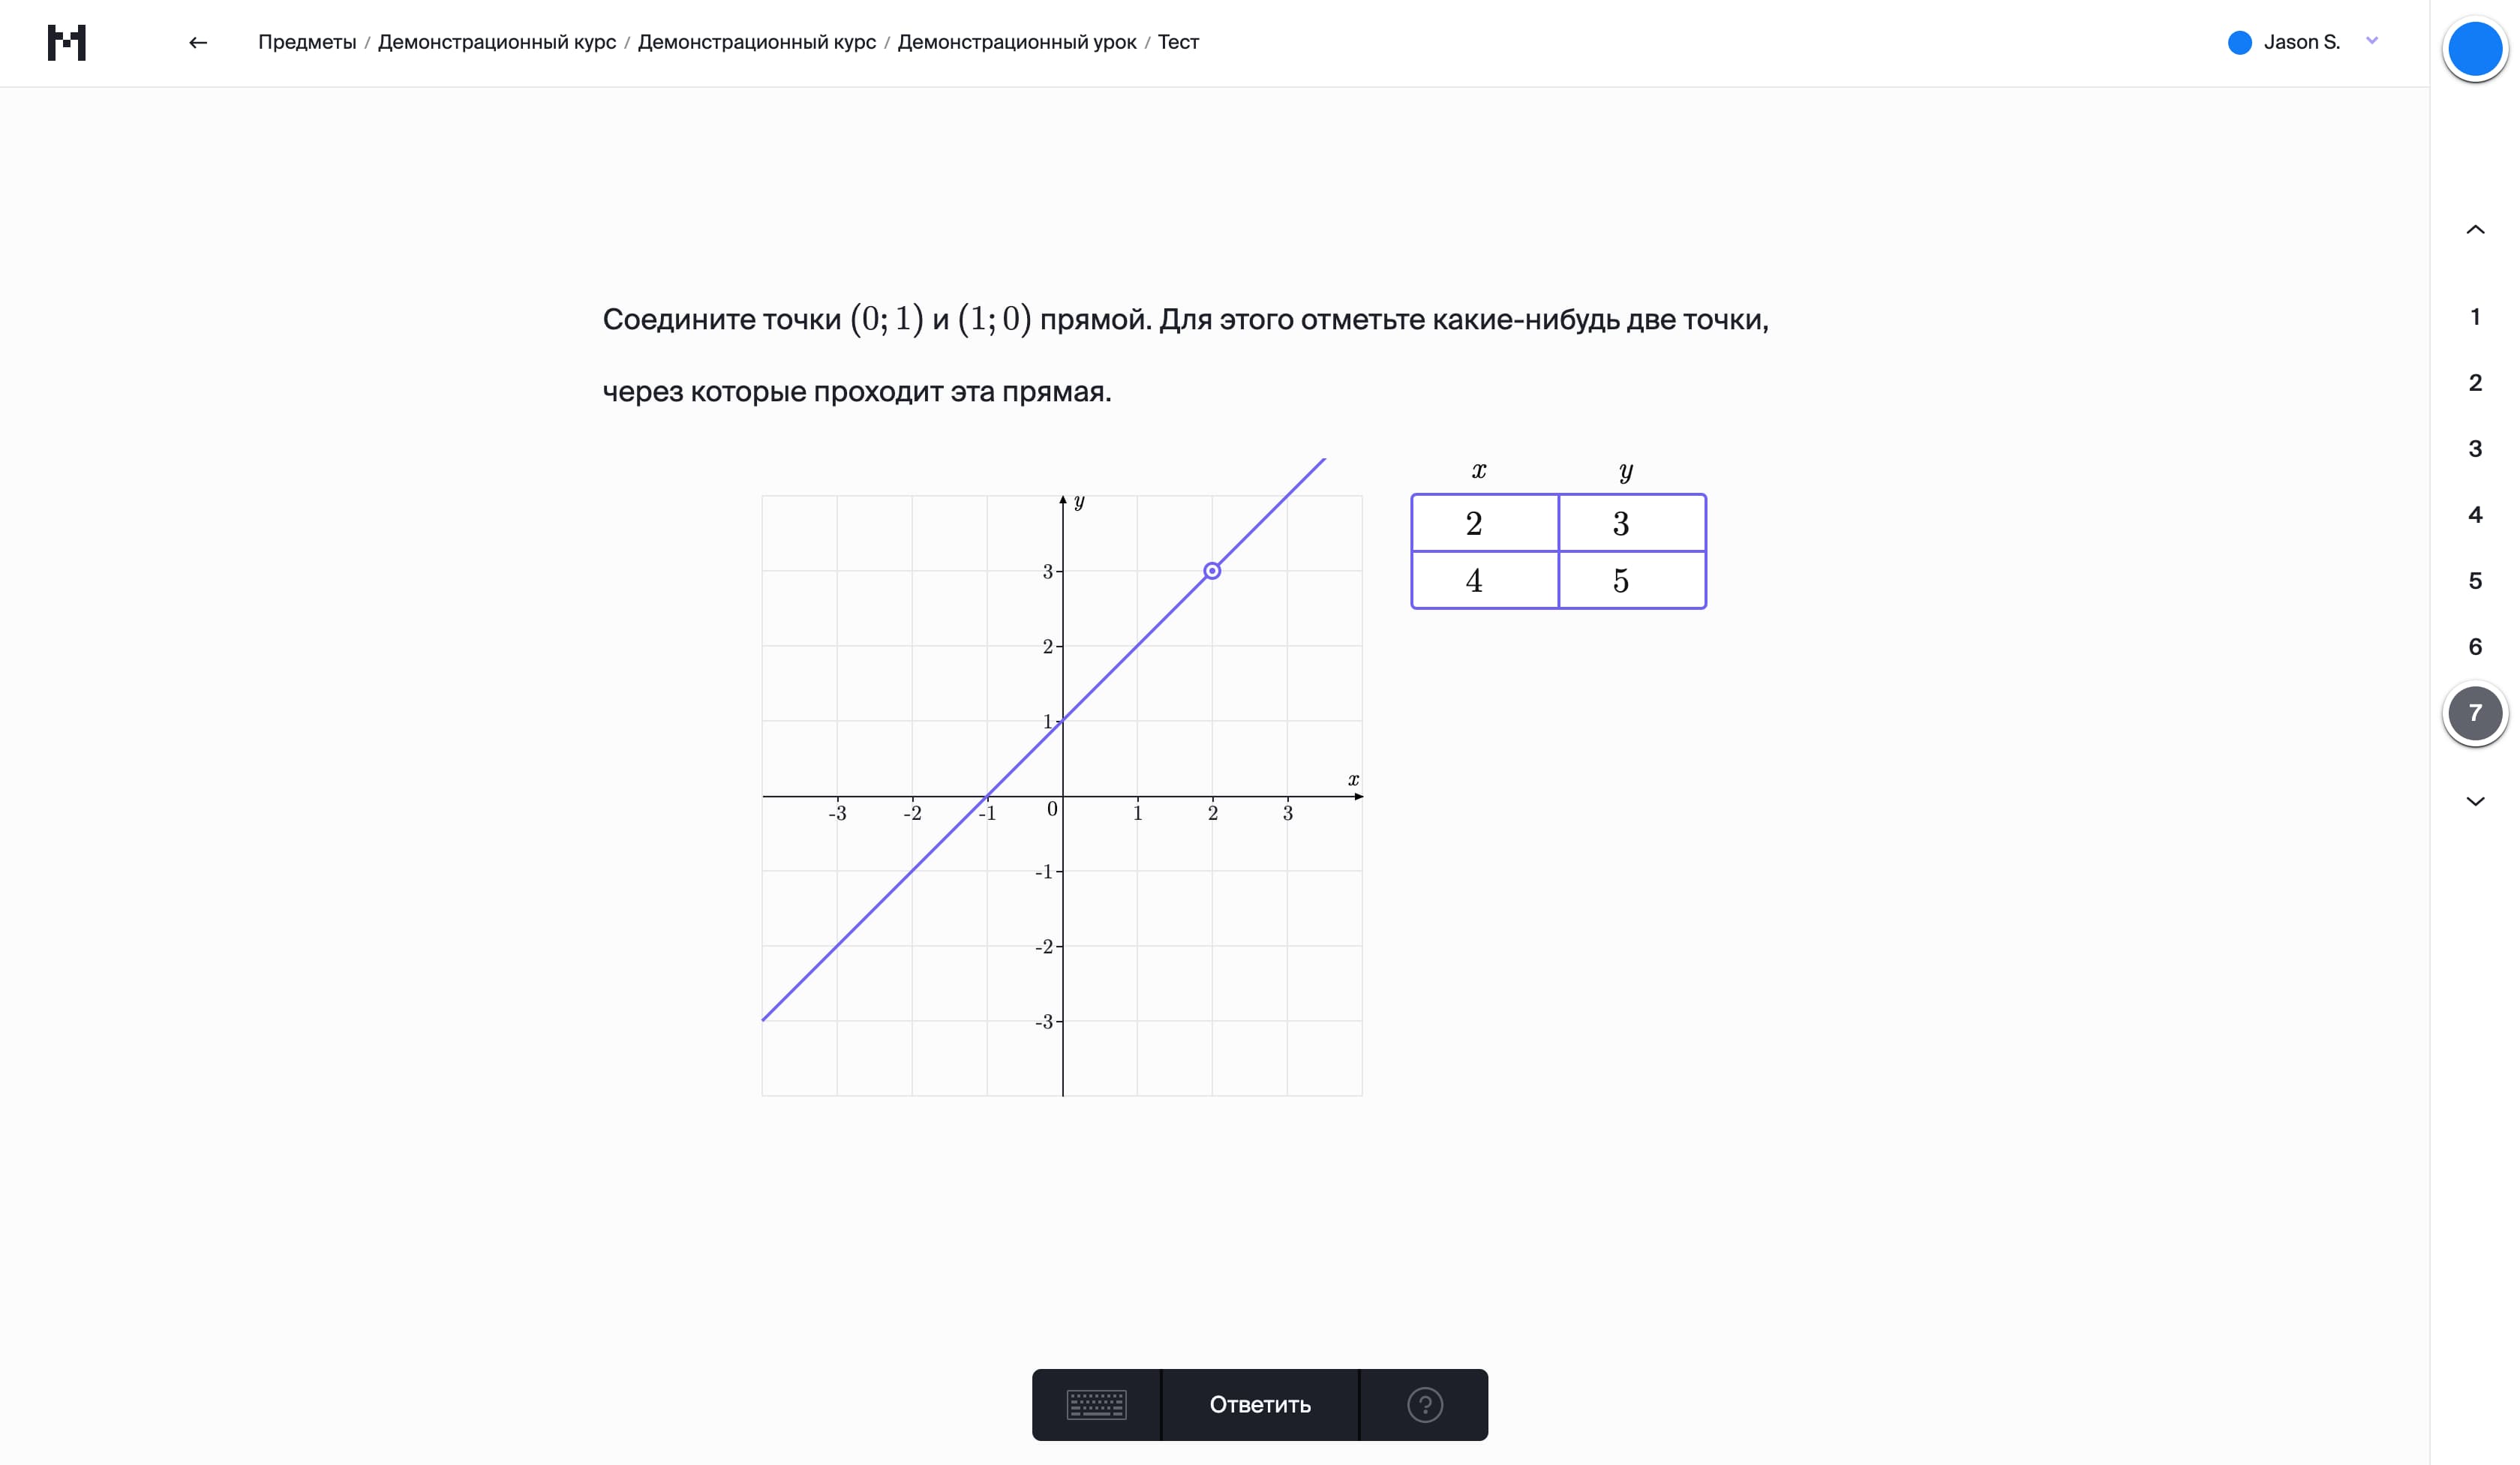 Предметы / Демонстрационный курс / Демонстрационный курс / Демонстрационный урок / Тест
Jason S.
Соедините точки (0; 1) и (1; 0) прямой. Для этого отметьте какие-нибудь две точки,
через которые проходит эта прямая.
x y
2 3
4 5
y
3
2
1
x
-3 -2 -1 0 1 2 3
-1
-2
-3
1
2
3
4
5
6
7
Ответить
?